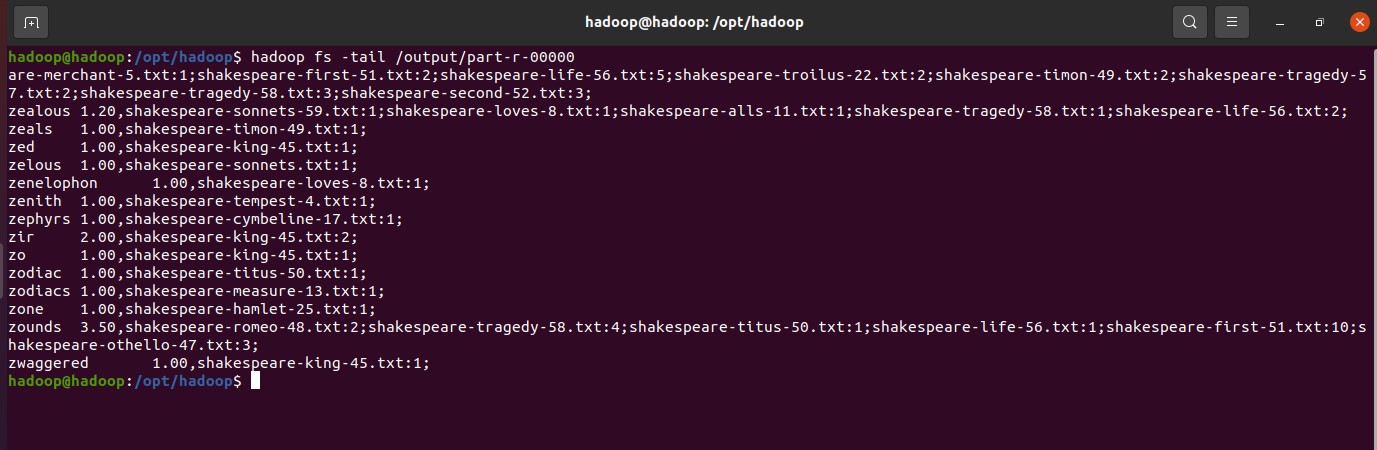 hadoop@hadoop: /opt/hadoop
hadoop@hadoop:/opt/hadoop$ hadoop fs -tail /output/part-r-00000
are-merchant-5.txt:1;shakespeare-first-51.txt:2;shakespeare-life-56.txt:5;shakespeare-troilus-22.txt:2;shakespeare-timon-49.txt:2;shakespeare-tragedy-5
7.txt:2;shakespeare-tragedy-58.txt:3;shakespeare-second-52.txt:3;
zealous 1.20,shakespeare-sonnets-59.txt:1;shakespeare-loves-8.txt:1;shakespeare-alls-11.txt:1;shakespeare-tragedy-58.txt:1;shakespeare-life-56.txt:2;
zeals   1.00,shakespeare-timon-49.txt:1;
zed     1.00,shakespeare-king-45.txt:1;
zelous  1.00,shakespeare-sonnets.txt:1;
zenelophon      1.00,shakespeare-loves-8.txt:1;
zenith  1.00,shakespeare-tempest-4.txt:1;
zephyrs 1.00,shakespeare-cymbeline-17.txt:1;
zir     2.00,shakespeare-king-45.txt:2;
zo      1.00,shakespeare-king-45.txt:1;
zodiac  1.00,shakespeare-titus-50.txt:1;
zodiacs 1.00,shakespeare-measure-13.txt:1;
zone    1.00,shakespeare-hamlet-25.txt:1;
zounds  3.50,shakespeare-romeo-48.txt:2;shakespeare-tragedy-58.txt:4;shakespeare-titus-50.txt:1;shakespeare-life-56.txt:1;shakespeare-first-51.txt:10;s
hakespeare-othello-47.txt:3;
zwaggered       1.00,shakespeare-king-45.txt:1;
hadoop@hadoop:/opt/hadoop$